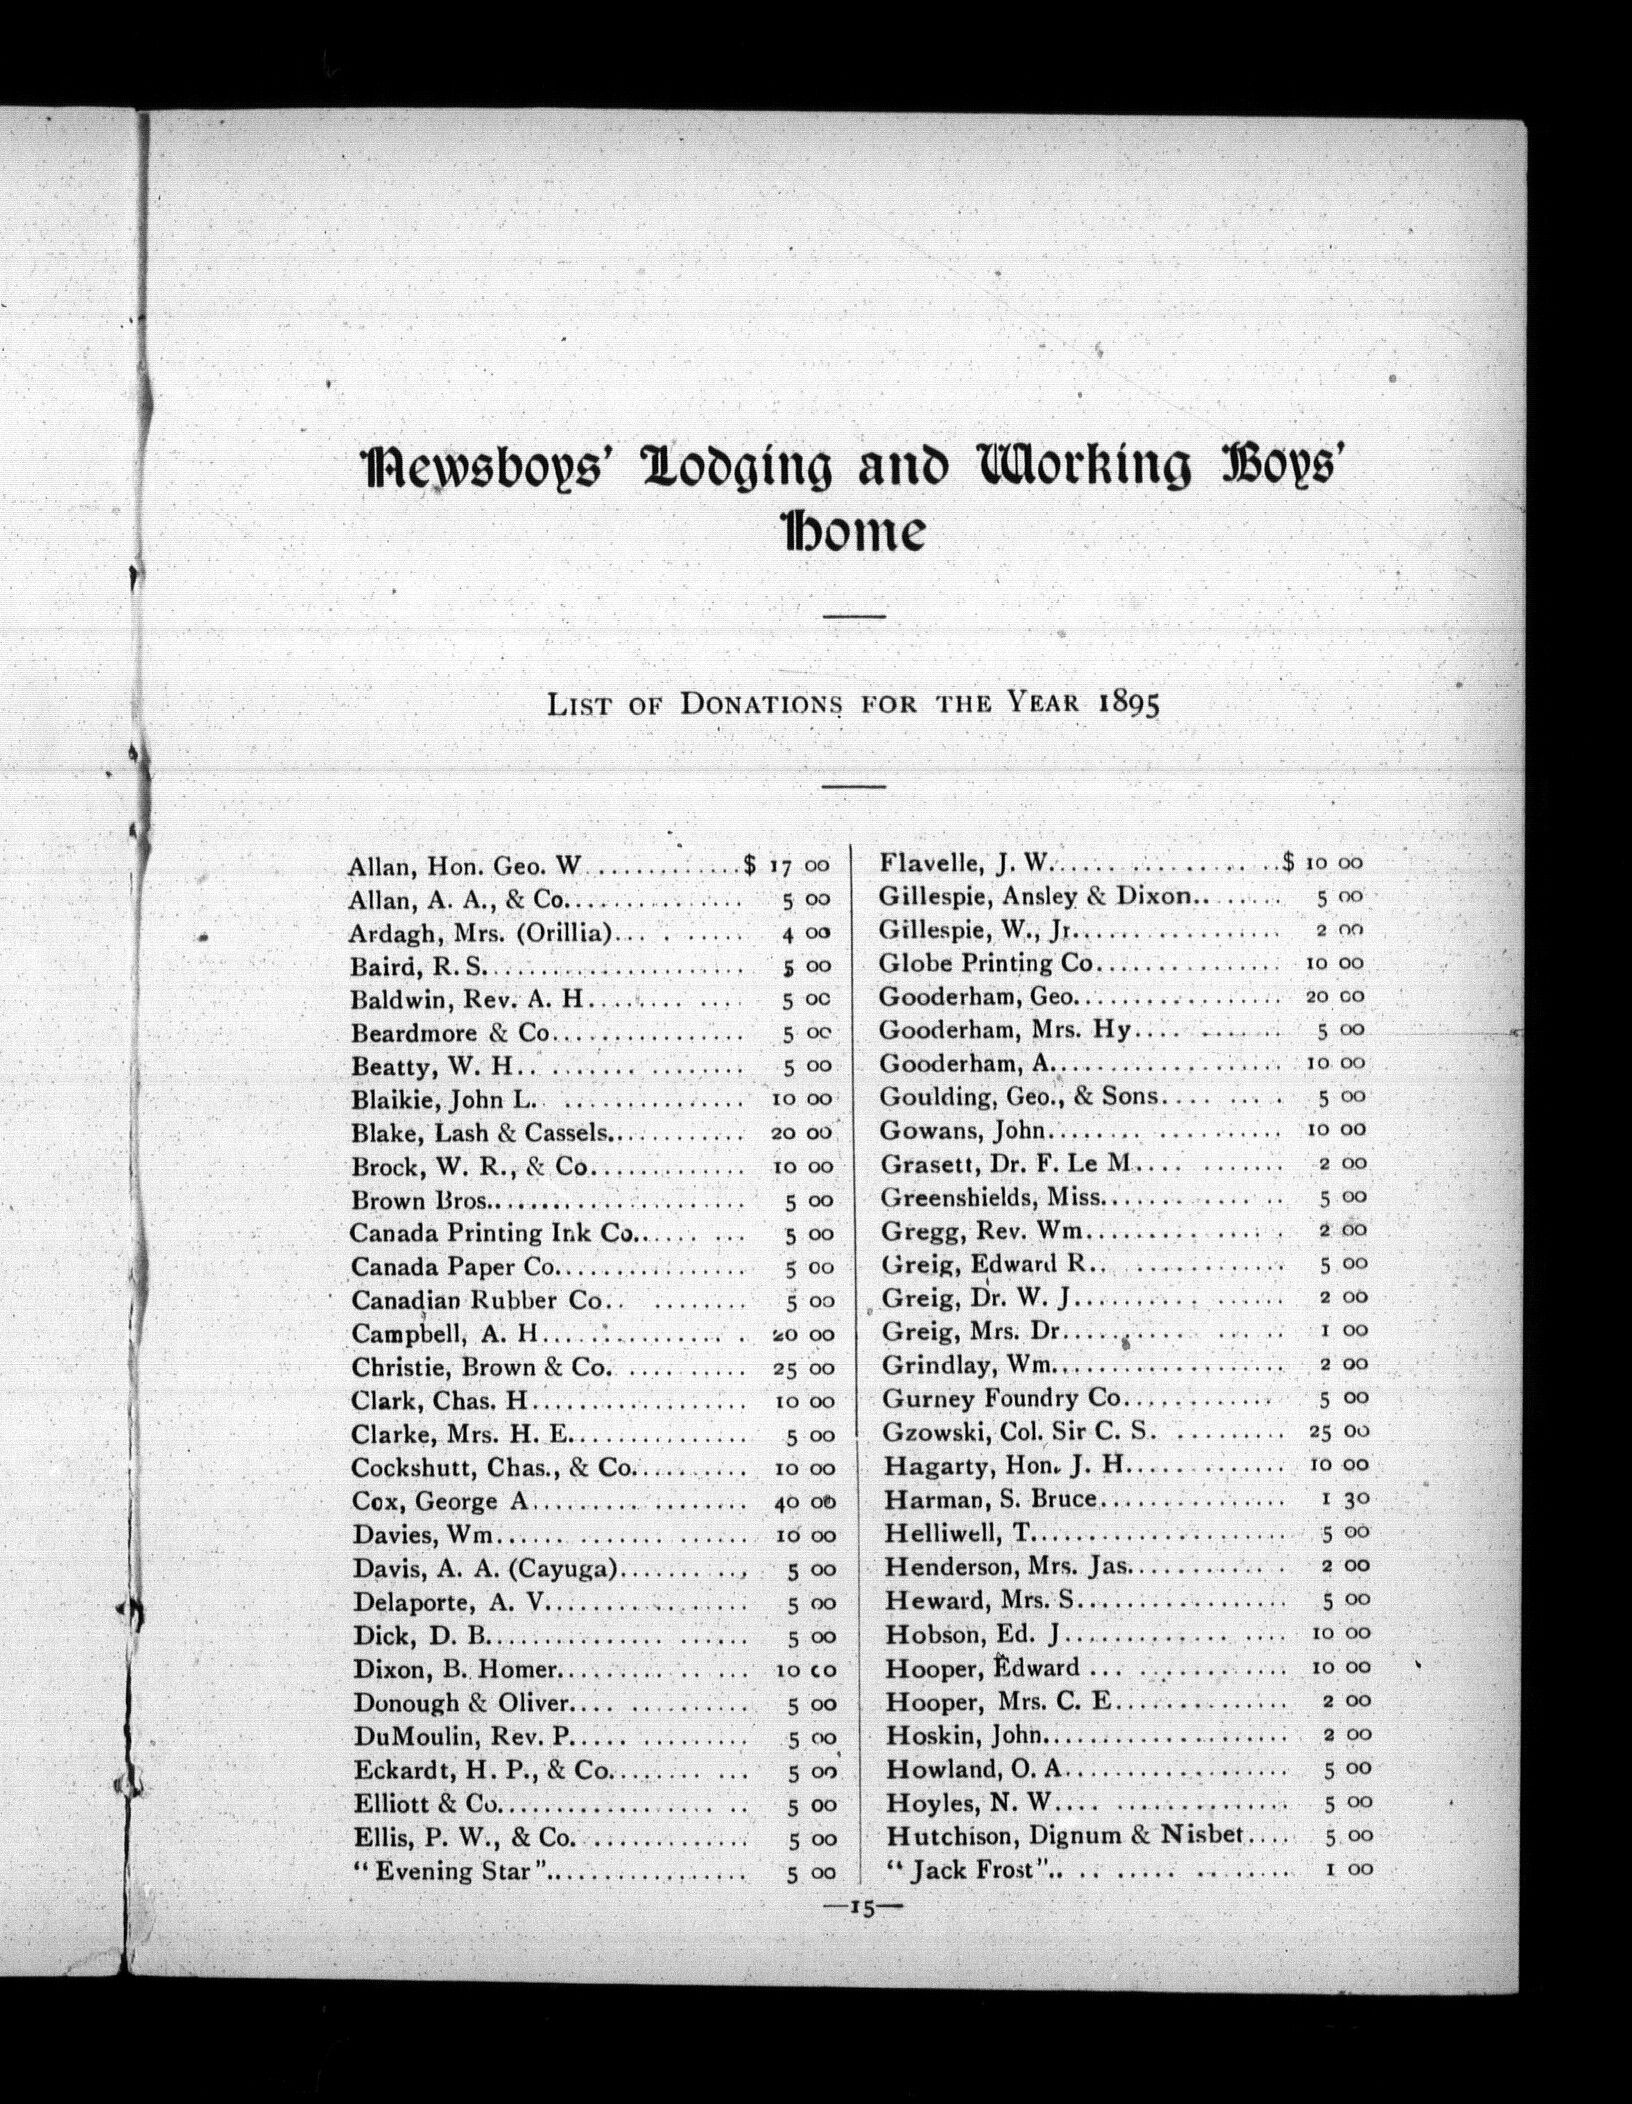 Newsboys' Lodging and Working Boys'
Home
LIST OF DONATIONS FOR THE YEAR 1895
Allan, Hon. Geo. W............$ 17 00
Allan, A. A., & Co............... 5 00
Ardagh, Mrs. (Orillia)... . ..... 4 00
Baird, R. S....................... 5 00
Baldwin, Rev. A. H........ .... 5 00
Beardmore & Co................ 5 00
Beatty, W. H.. ....... ........ 5 00
Blaikie, John L. ............... 10 00
Blake, Lash & Cassels............ 20 00
Brock, W. R., & Co............. 10 00
Brown Bros...................... 5 00
Canada Printing Ink Co...... ... 5 00
Canada Paper Co................ 5 00
Canadian Rubber Co.. ........ 5 00
Campbell, A. H............... . 20 00
Christie, Brown & Co. .... ..... 25 00
Clark, Chas. H................... 10 00
Clarke, Mrs. H. E................ 5 00
Cockshutt, Chas., & Co.......... 10 00
Cox, George A......... ......... 40 00
Davies, Wm...... ....... ...... 10 00
Davis, A. A. (Cayuga)........... 5 00
Delaporte, A. V................. 5 00
Dick, D. B................ ...... 5 00
Dixon, B. Homer......... .. ... 10 00
Donough & Oliver.... .......... 5 00
DuMoulin, Rev. P..... ......... 5 00
Eckardt, H. P., & Co........ ... 5 00
Elliott & Co................... .. 5 00
Ellis, P. W., & Co. ............. 5 00
"Evening Star".................. 5 00
—15—
Flavelle, J. W..... ........... ..$ 10 00
Gillespie, Ansley & Dixon.. ...... 5 00
Gillespie, W., Jr................. 2 00
Globe Printing Co............... 10 00
Gooderham, Geo................. 20 00
Gooderham, Mrs. Hy.... ....... 5 00
Gooderham, A.................... 10 00
Goulding, Geo., & Sons.... ... . 5 00
Gowans, John........ ........... 10 00
Grasett, Dr. F. Le M.... ....... 2 00
Greenshields, Miss........ .... .. 5 00
Gregg, Rev. Wm.......... ... . 2 00
Greig, Edward R.. ............. 5 00
Greig, Dr. W. J.......... ...... 2 00
Greig, Mrs. Dr.......... .. .. 1 00
Grindlay, Wm................... 2 00
Gurney Foundry Co............. 5 00
Gzowski, Col. Sir C. S. ......... 25 00
Hagarty, Hon. J. H............. 10 00
Harman, S. Bruce................ 1 30
Helliwell, T...................... 5 00
Henderson, Mrs. Jas............. 2 00
Heward, Mrs. S................. 5 00
Hobson, Ed. J............. .... 10 00
Hooper, Edward ... ............ 10 00
Hooper, Mrs. C. E.............. 2 00
Hoskin, John..................... 2 00
Howland, O. A................... 5 00
Hoyles, N. W.... .............. 5 00
Hutchison, Dignum & Nisbet.... 5 00
"Jack Frost".. .. ..... ........ 1 00